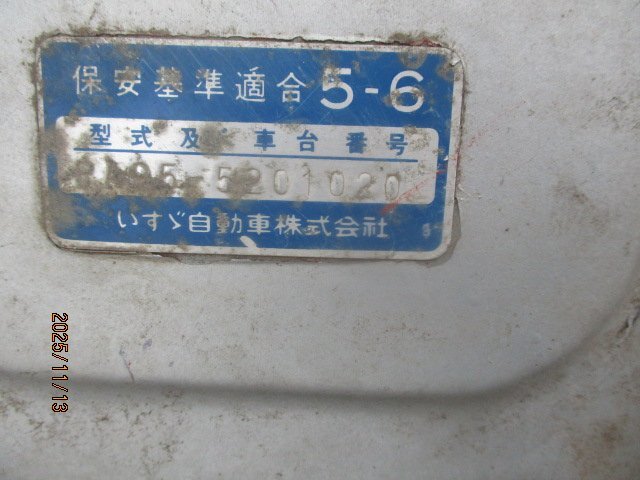 保安基準適合 5-6
型式及 車台番号
5201020
いすゞ自動車株式会社
2025/11/13